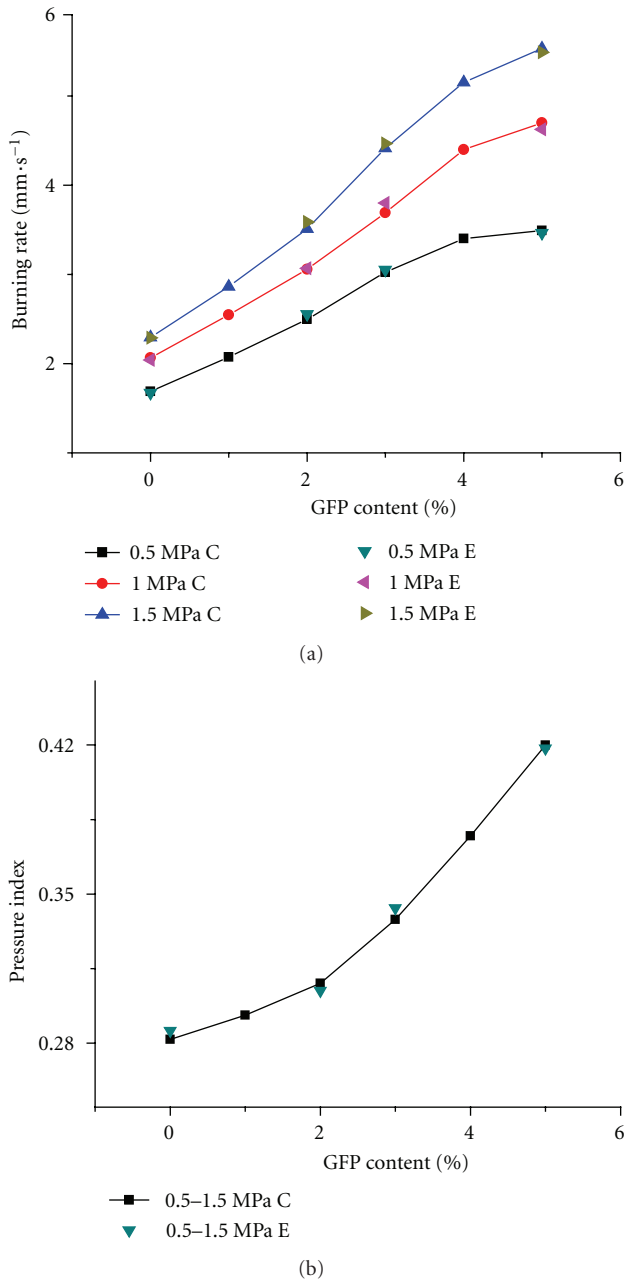 6
4
2
Burning rate (mm·s⁻¹)
0 2 4 6
GFP content (%)
0.5 MPa C 0.5 MPa E
1 MPa C 1 MPa E
1.5 MPa C 1.5 MPa E
(a)
0.42
0.35
0.28
Pressure index
0 2 4 6
GFP content (%)
0.5–1.5 MPa C
0.5–1.5 MPa E
(b)